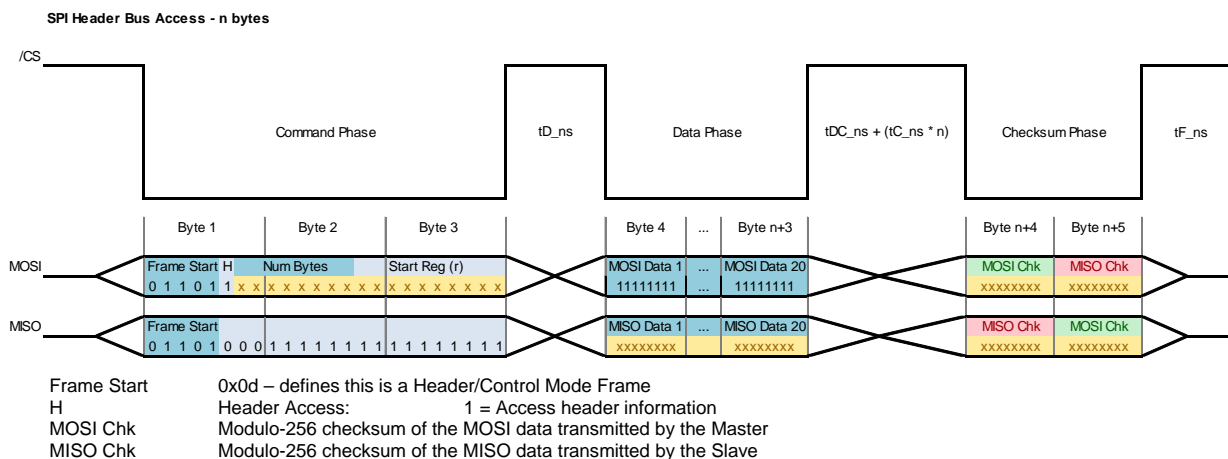 SPI Header Bus Access - n bytes
/CS
Command Phase tD_ns Data Phase tDC_ns + (tC_ns * n) Checksum Phase tF_ns
Byte 1 Byte 2 Byte 3 Byte 4 ... Byte n+3 Byte n+4 Byte n+5
MOSI Frame Start H Num Bytes Start Reg (r) MOSI Data 1 ... MOSI Data 20 MOSI Chk MISO Chk
0 1 1 0 1 1 x x x x x x x x x x x x x x x x x x 11111111 ... 11111111 xxxxxxxx xxxxxxxx
MISO Frame Start MISO Data 1 ... MISO Data 20 MISO Chk MOSI Chk
0 1 1 0 1 0 0 0 1 1 1 1 1 1 1 1 1 1 1 1 1 1 1 1 xxxxxxxx xxxxxxxx xxxxxxxx xxxxxxxx
Frame Start 0x0d – defines this is a Header/Control Mode Frame
H Header Access: 1 = Access header information
MOSI Chk Modulo-256 checksum of the MOSI data transmitted by the Master
MISO Chk Modulo-256 checksum of the MISO data transmitted by the Slave